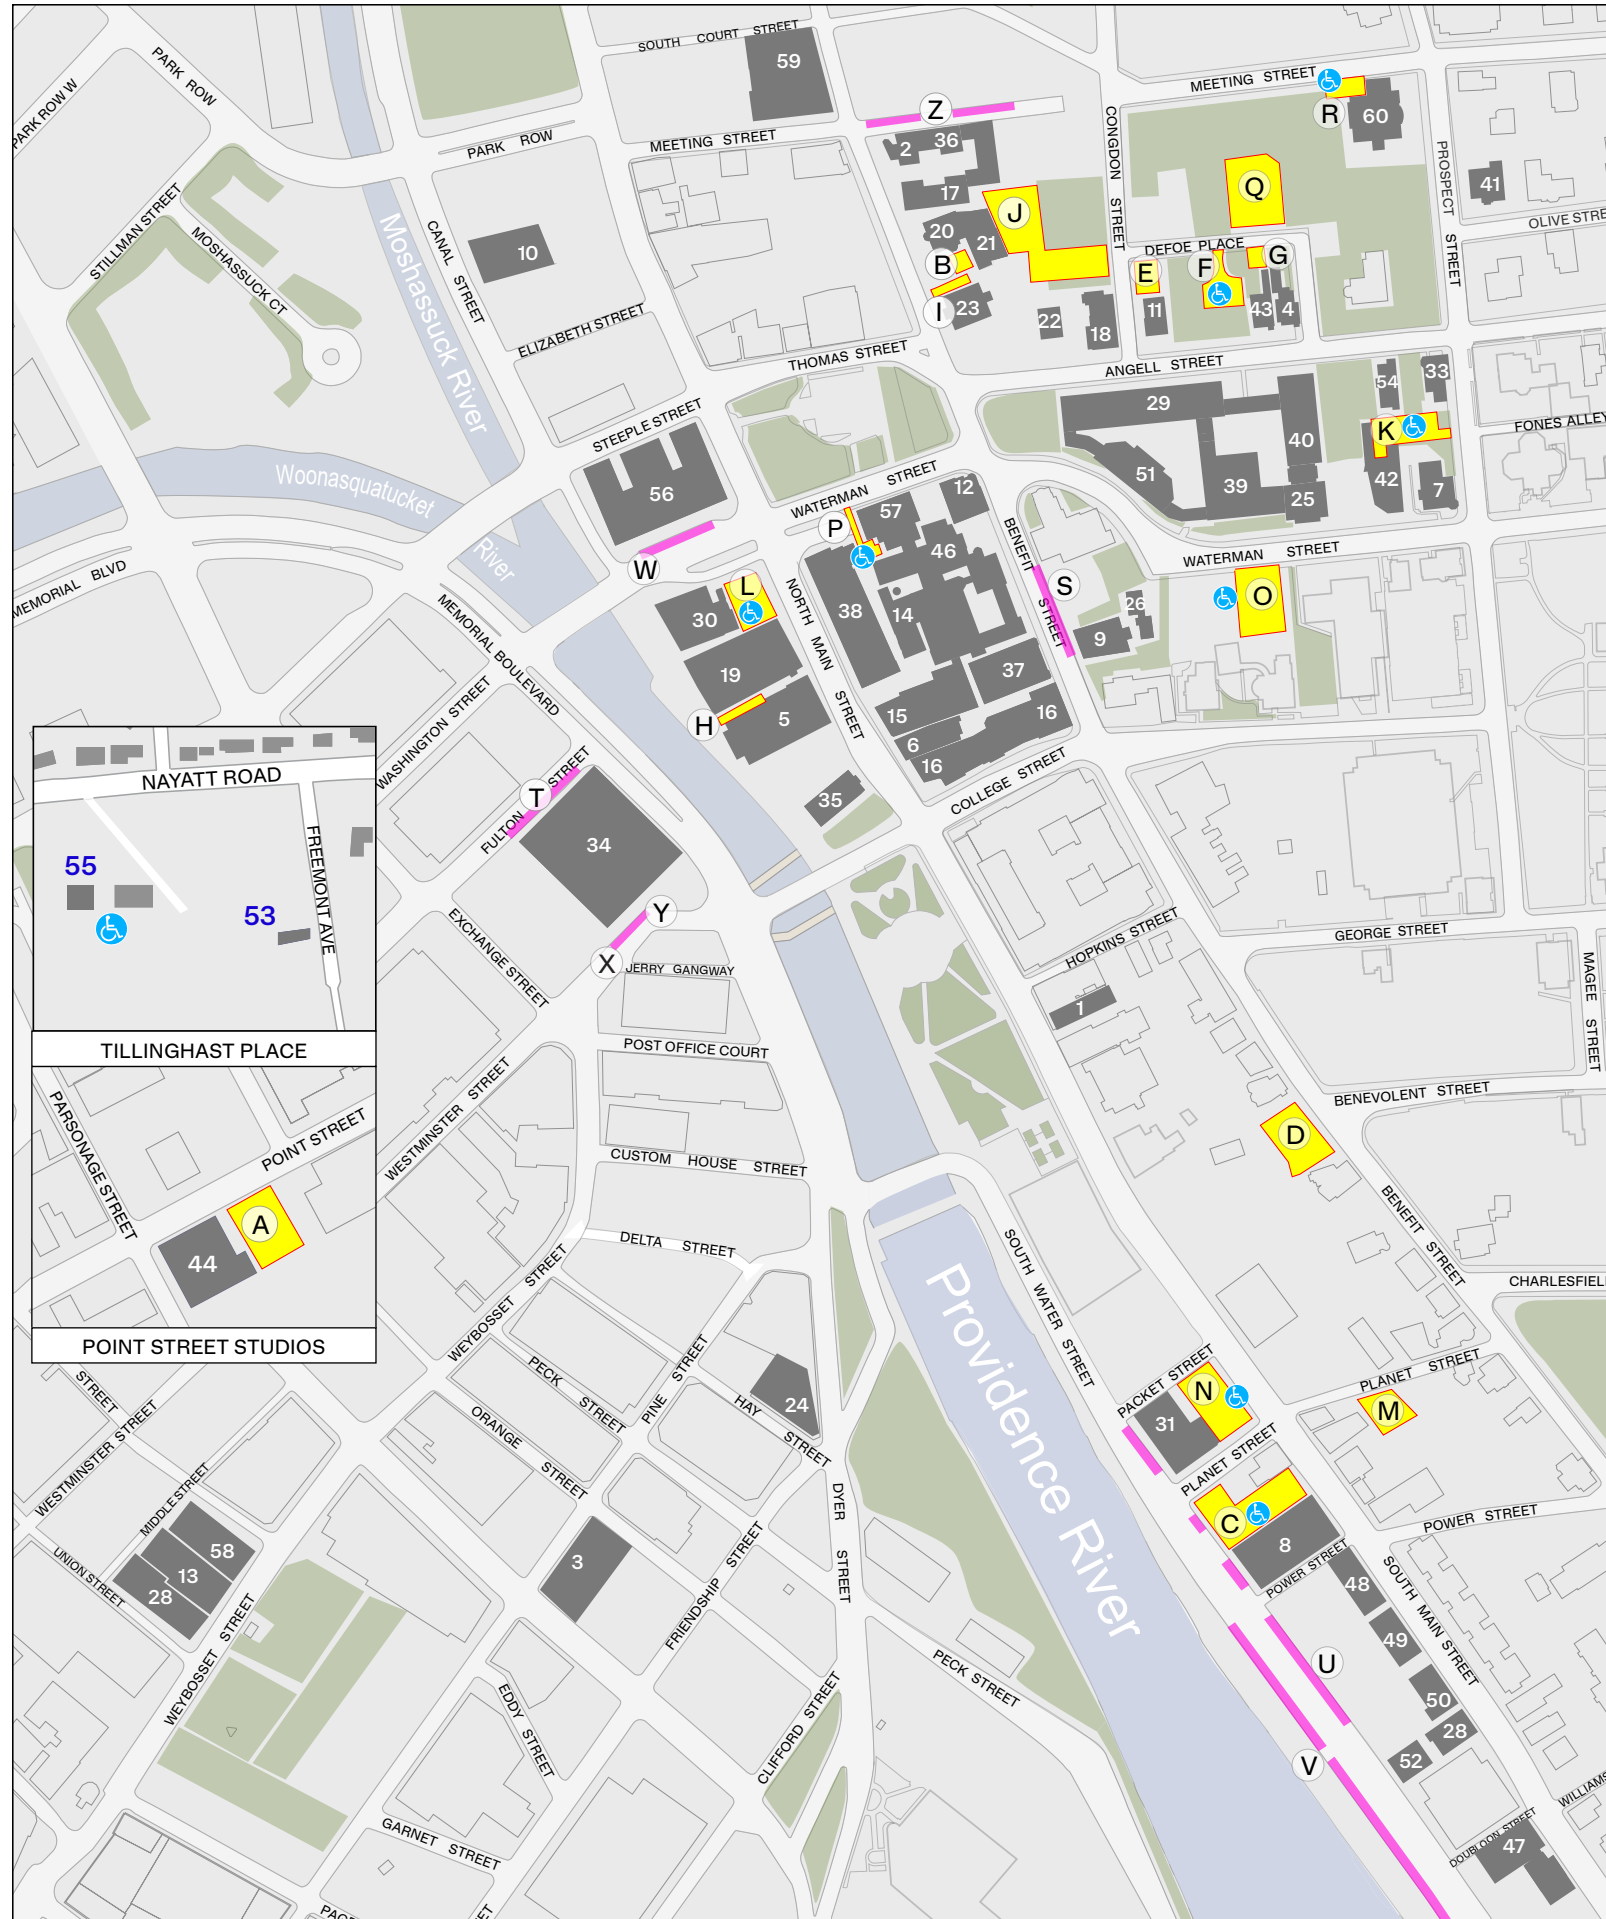 SOUTH COURT STREET
59
PARK ROW
PARK ROW W
MEETING STREET
R
60
Z
CONGDON STREET
PARK ROW
MEETING STREET
2
36
PROSPECT STREET
41
Q
17
J
OLIVE STRE
STILLMAN STREET
MOSHASSUCK CT
Moshassuck River
CANAL STREET
10
20
21
DEFOE PLACE
B
E
F
G
I
23
22
18
11
43
4
ELIZABETH STREET
THOMAS STREET
ANGELL STREET
54
33
29
STEEPLE STREET
K
FONES ALLEY
40
Woonasquatucket
WATERMAN STREET
12
51
39
25
42
7
56
57
P
46
BENEFIT STREET
WATERMAN STREET
River
W
MEMORIAL BLVD
L
30
NORTH MAIN STREET
38
14
S
26
9
O
MEMORIAL BOULEVARD
19
37
WASHINGTON STREET
H
5
15
16
6
16
COLLEGE STREET
NAYATT ROAD
FREEMONT AVE
55
53
TILLINGHAST PLACE
FULTON STREET
T
34
35
Y
X
EXCHANGE STREET
JERRY GANGWAY
HOPKINS STREET
GEORGE STREET
MAGEE STREET
1
POST OFFICE COURT
WESTMINSTER STREET
BENEVOLENT STREET
D
PARSONAGE STREET
POINT STREET
A
44
POINT STREET STUDIOS
CUSTOM HOUSE STREET
BENEFIT STREET
DELTA STREET
SOUTH WATER STREET
WEYBOSSET STREET
Providence River
CHARLESFIEL
PECK STREET
PINE STREET
HAY STREET
24
PACKET STREET
N
31
PLANET STREET
PLANET STREET
M
STREET
WESTMINSTER STREET
ORANGE STREET
MIDDLE STREET
DYER STREET
C
8
POWER STREET
POWER STREET
58
13
28
UNION STREET
3
FRIENDSHIP STREET
48
SOUTH MAIN STREET
49
U
50
28
52
V
WEYBOSSET STREET
EDDY STREET
PECK STREET
CLIFFORD STREET
GARNET STREET
WILLIAMS
DOUBLOON STREET
47